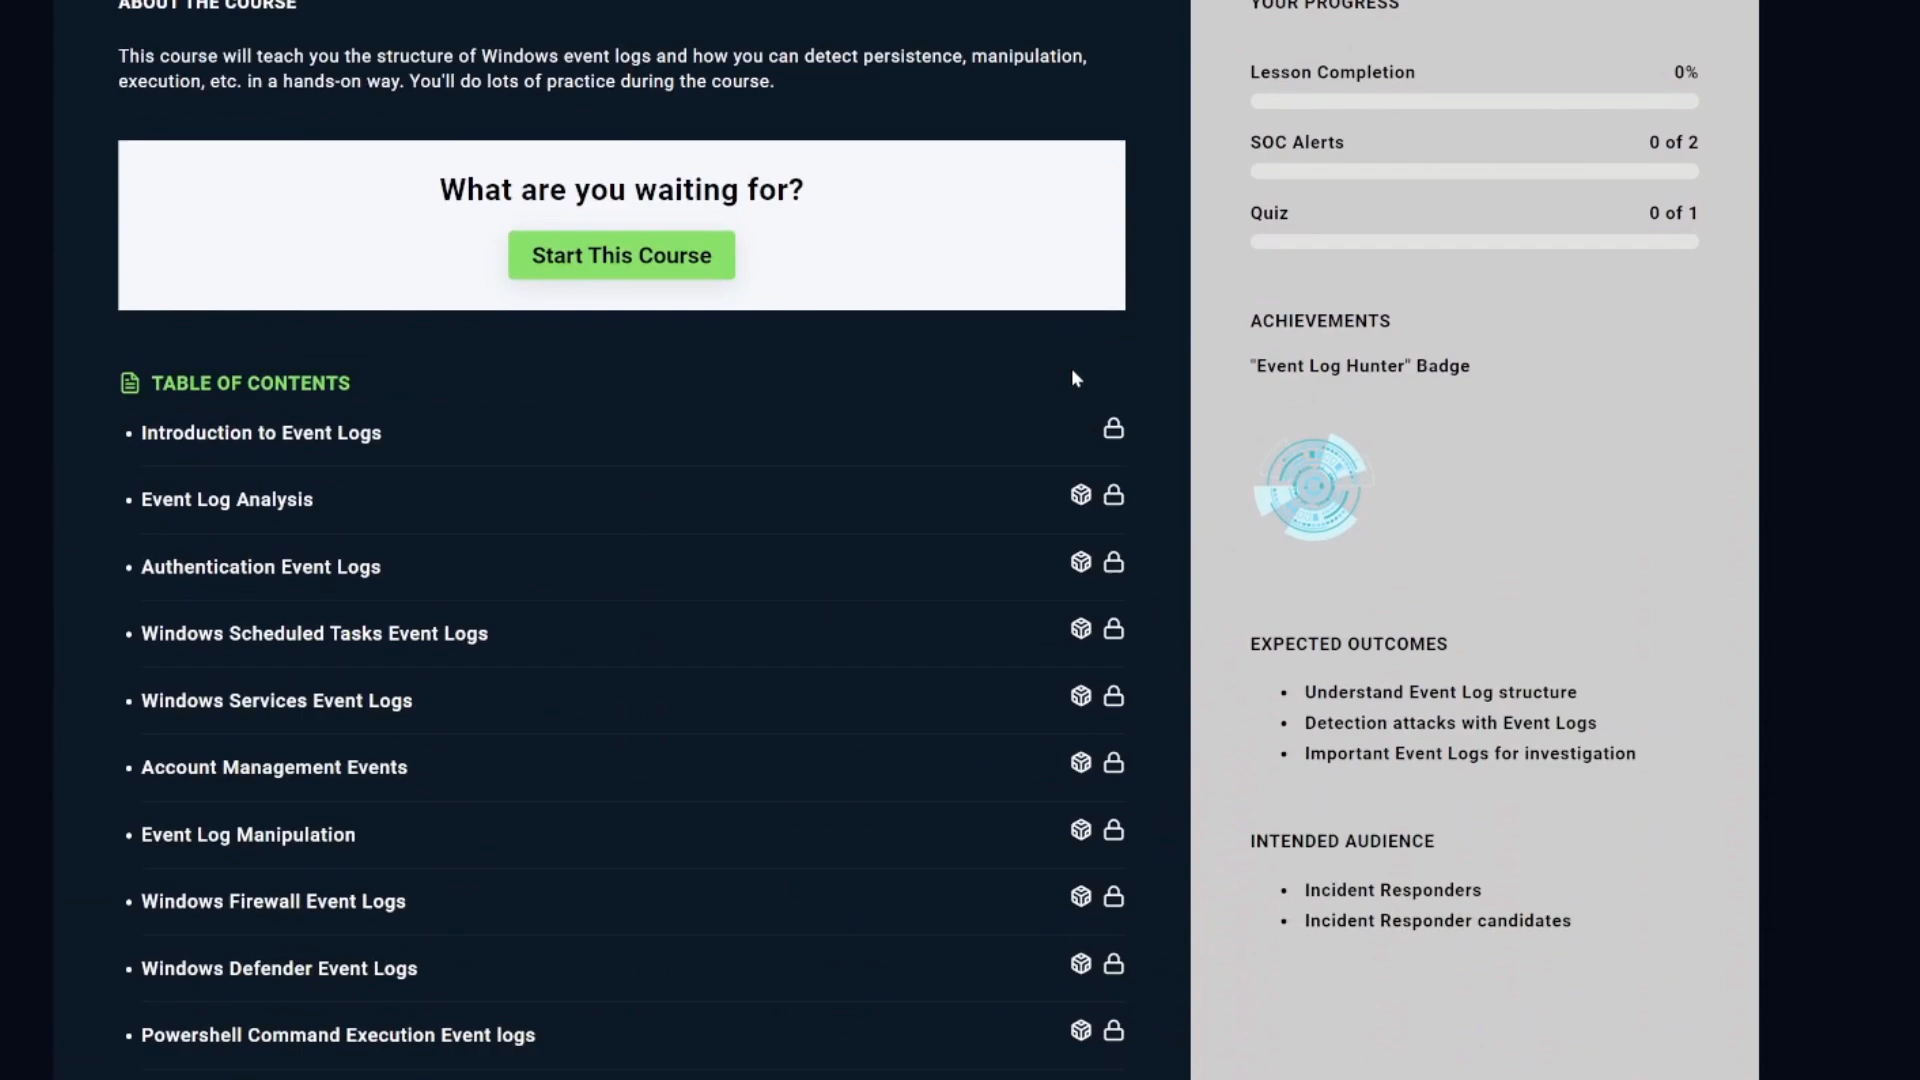 ABOUT THE COURSE
This course will teach you the structure of Windows event logs and how you can detect persistence, manipulation,
execution, etc. in a hands-on way. You'll do lots of practice during the course.
What are you waiting for?
Start This Course
TABLE OF CONTENTS
• Introduction to Event Logs
• Event Log Analysis
• Authentication Event Logs
• Windows Scheduled Tasks Event Logs
• Windows Services Event Logs
• Account Management Events
• Event Log Manipulation
• Windows Firewall Event Logs
• Windows Defender Event Logs
• Powershell Command Execution Event logs
YOUR PROGRESS
Lesson Completion 0%
SOC Alerts 0 of 2
Quiz 0 of 1
ACHIEVEMENTS
"Event Log Hunter" Badge
EXPECTED OUTCOMES
• Understand Event Log structure
• Detection attacks with Event Logs
• Important Event Logs for investigation
INTENDED AUDIENCE
• Incident Responders
• Incident Responder candidates